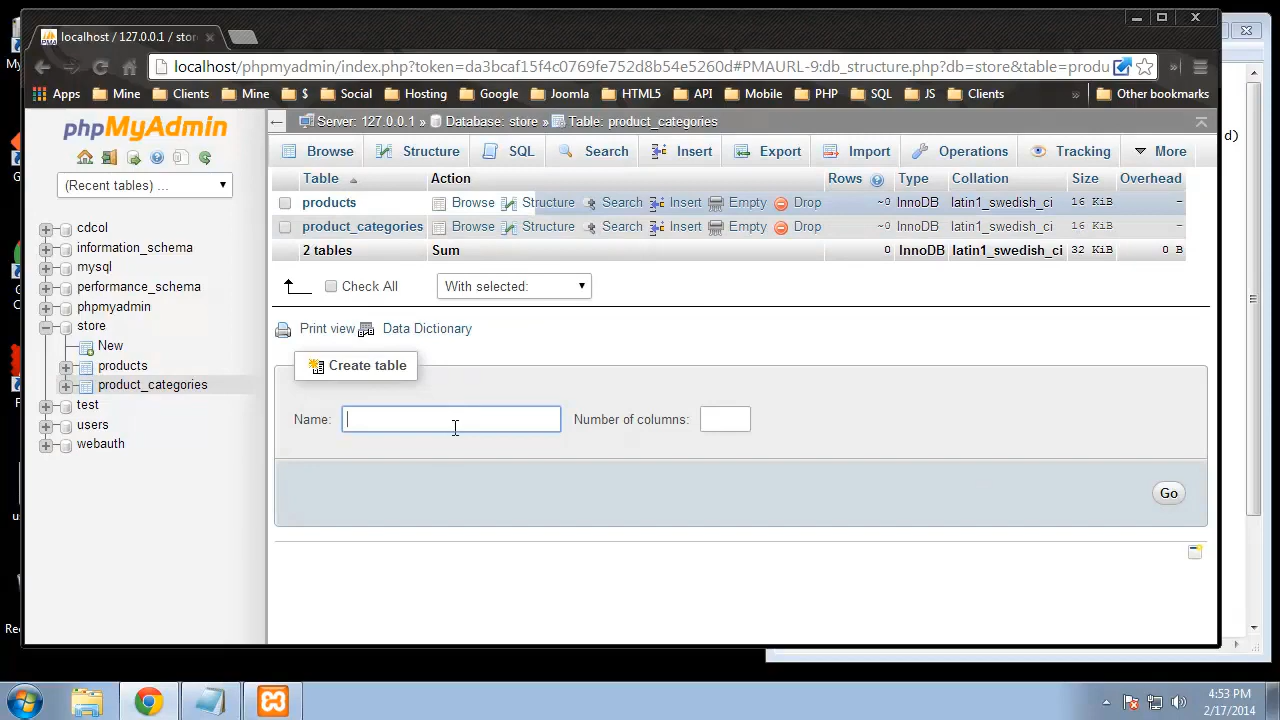 localhost / 127.0.0.1 / stor
localhost/phpmyadmin/index.php?token=da3bca15f4cf0769fe752d8b54e5260d#PMAURL-9:db_structure.php?db=store&table=produ
Apps Mine Clients Mine $ Social Hosting Google Joomla HTML5 API Mobile PHP SQL JS Clients Other bookmarks
phpMyAdmin
Server: 127.0.0.1 » Database: store » Table: product_categories
Browse Structure SQL Search Insert Export Import Operations Tracking More
(Recent tables) ...
Table Action Rows Type Collation Size Overhead
products Browse Structure Search Insert Empty Drop ~0 InnoDB latin1_swedish_ci 16 KiB -
product_categories Browse Structure Search Insert Empty Drop ~0 InnoDB latin1_swedish_ci 16 KiB -
2 tables Sum 0 InnoDB latin1_swedish_ci 32 KiB 0 B
Check All With selected:
Print view Data Dictionary
Create table
Name: Number of columns:
Go
cdcol
information_schema
mysql
performance_schema
phpmyadmin
store
New
products
product_categories
test
users
webauth
d)
4:53 PM
2/17/2014